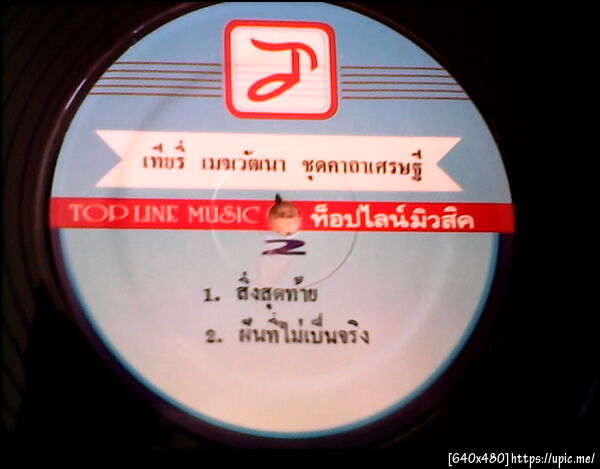 เทียรี่ เมฆวัฒนา ชุดคาถาเศรษฐี
TOP LINE MUSIC ท็อปไลน์มิวสิค
2
1. สิ่งสุดท้าย
2. ฝันที่ไม่เป็นจริง
[640x480] https://upic.me/